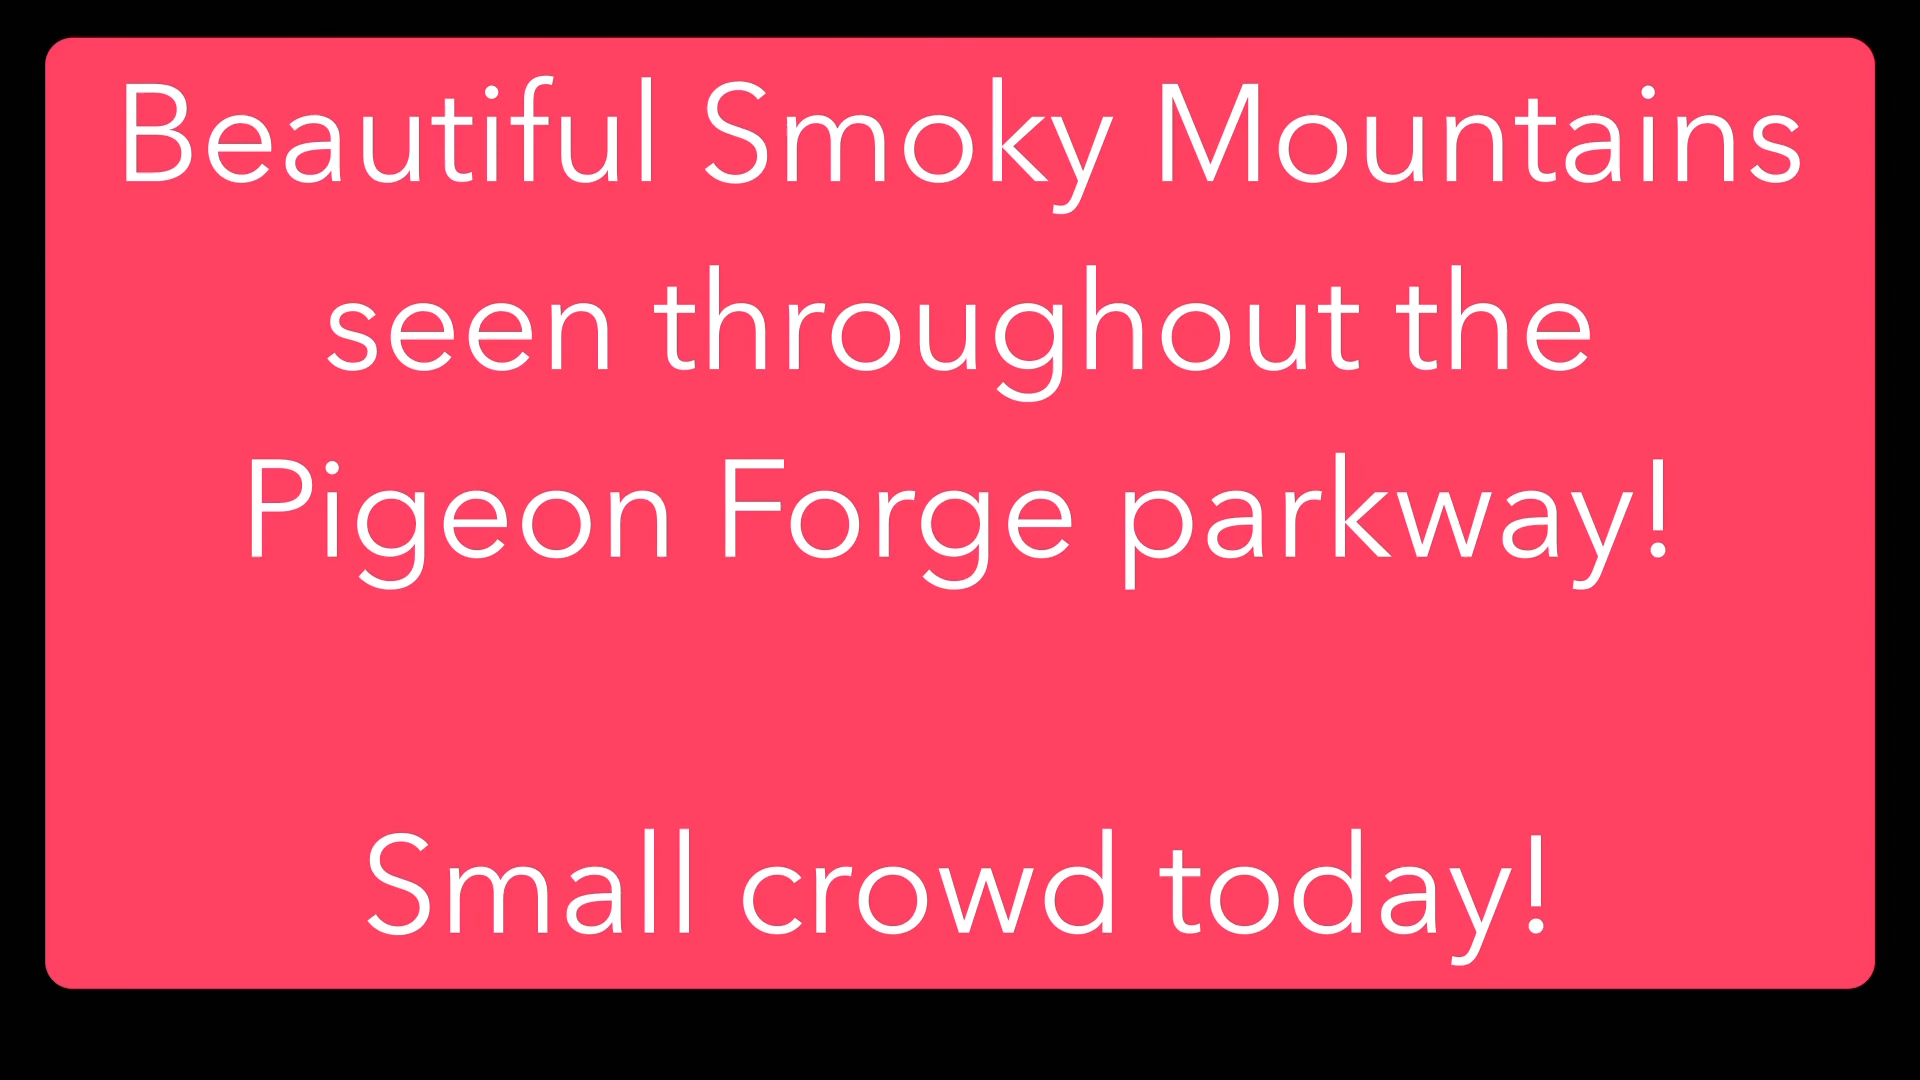 Beautiful Smoky Mountains
seen throughout the
Pigeon Forge parkway!
Small crowd today!